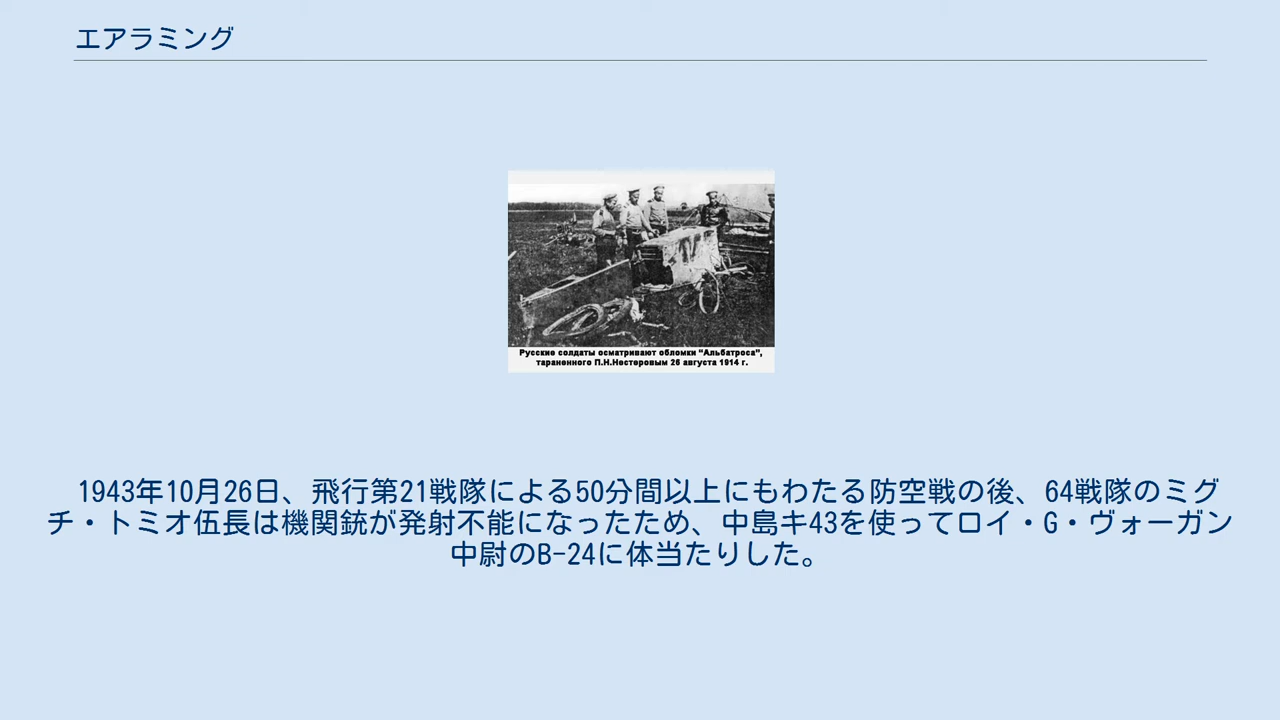 エアラミング
Русские солдаты осматривают обломки "Альбатроса",
тараненного П.Н.Нестеровым 26 августа 1914 г.
1943年10月26日、飛行第21戦隊による50分間以上にもわたる防空戦の後、64戦隊のミグ
チ・トミオ伍長は機関銃が発射不能になったため、中島キ43を使ってロイ・G・ヴォーガン
中尉のB-24に体当たりした。